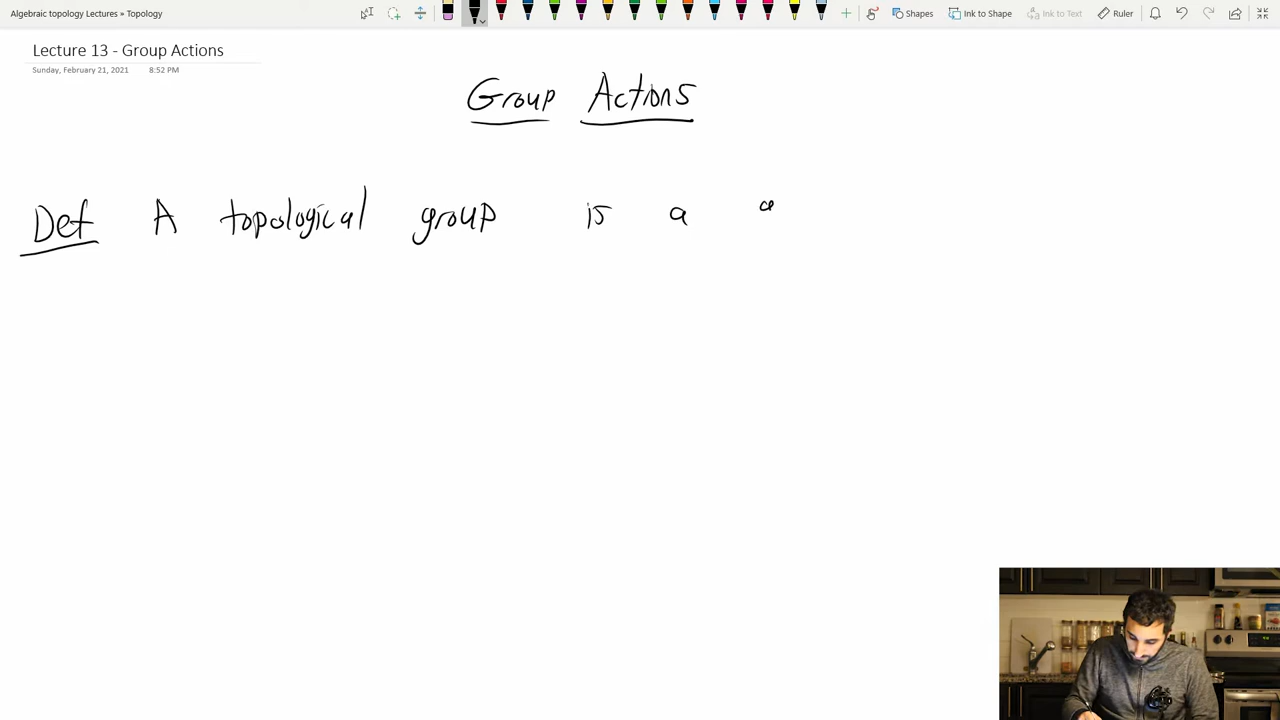 Algebraic topology Lectures » Topology
Shapes Ink to Shape Ink to Text Ruler
Lecture 13 - Group Actions
Sunday, February 21, 2021 8:52 PM
Group Actions
Def A topological group is a